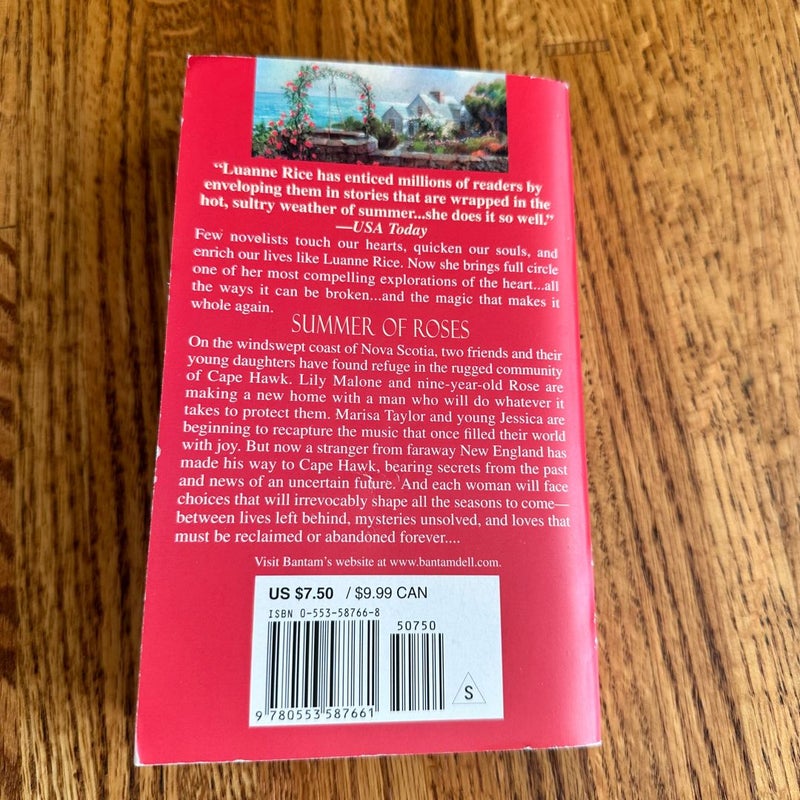 “Luanne Rice has enticed millions of readers by
enveloping them in stories that are wrapped in the
hot, sultry weather of summer...she does it so well.”
—USA Today
Few novelists touch our hearts, quicken our souls, and
enrich our lives like Luanne Rice. Now she brings full circle
one of her most compelling explorations of the heart...all
the ways it can be broken...and the magic that makes it
whole again.
SUMMER OF ROSES
On the windswept coast of Nova Scotia, two friends and their
young daughters have found refuge in the rugged community
of Cape Hawk. Lily Malone and nine-year-old Rose are
making a new home with a man who will do whatever it
takes to protect them. Marisa Taylor and young Jessica are
beginning to recapture the music that once filled their world
with joy. But now a stranger from faraway New England has
made his way to Cape Hawk, bearing secrets from the past
and news of an uncertain future. And each woman will face
choices that will irrevocably shape all the seasons to come—
between lives left behind, mysteries unsolved, and loves that
must be reclaimed or abandoned forever....
Visit Bantam's website at www.bantamdell.com.
US $7.50 / $9.99 CAN
ISBN 0-553-58766-8
50750
S
9 780553 587661